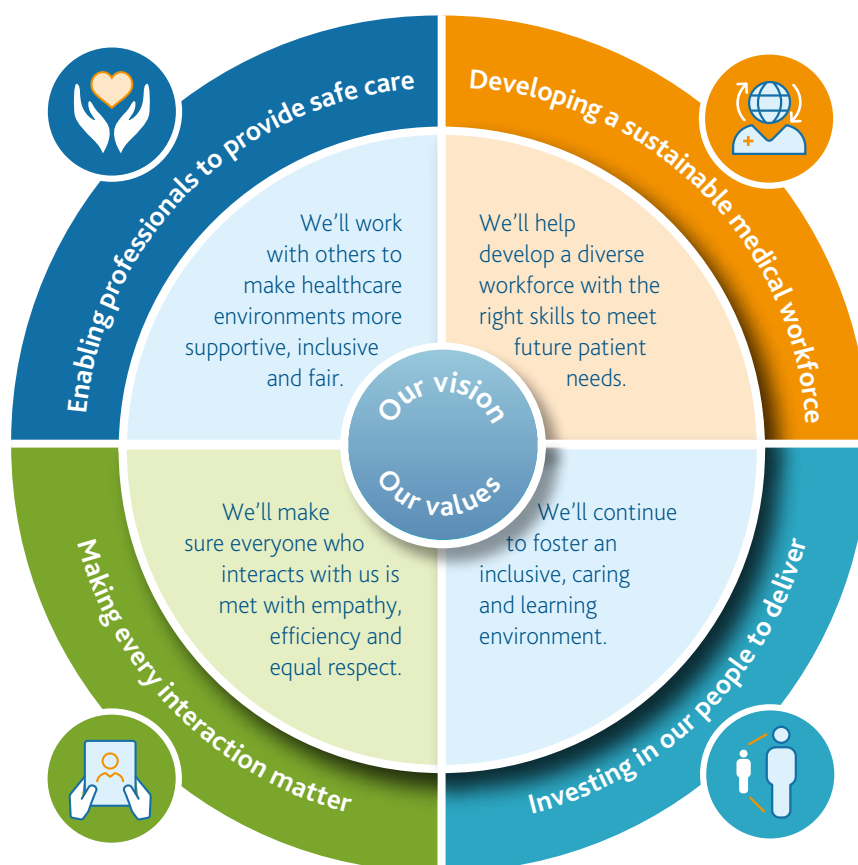 Enabling professionals to provide safe care
We’ll work
with others to
make healthcare
environments more
supportive, inclusive
and fair.
Developing a sustainable medical workforce
We’ll help
develop a diverse
workforce with the
right skills to meet
future patient
needs.
Our vision
Our values
Making every interaction matter
We’ll make
sure everyone who
interacts with us is
met with empathy,
efficiency and
equal respect.
Investing in our people to deliver
We’ll continue
to foster an
inclusive, caring
and learning
environment.